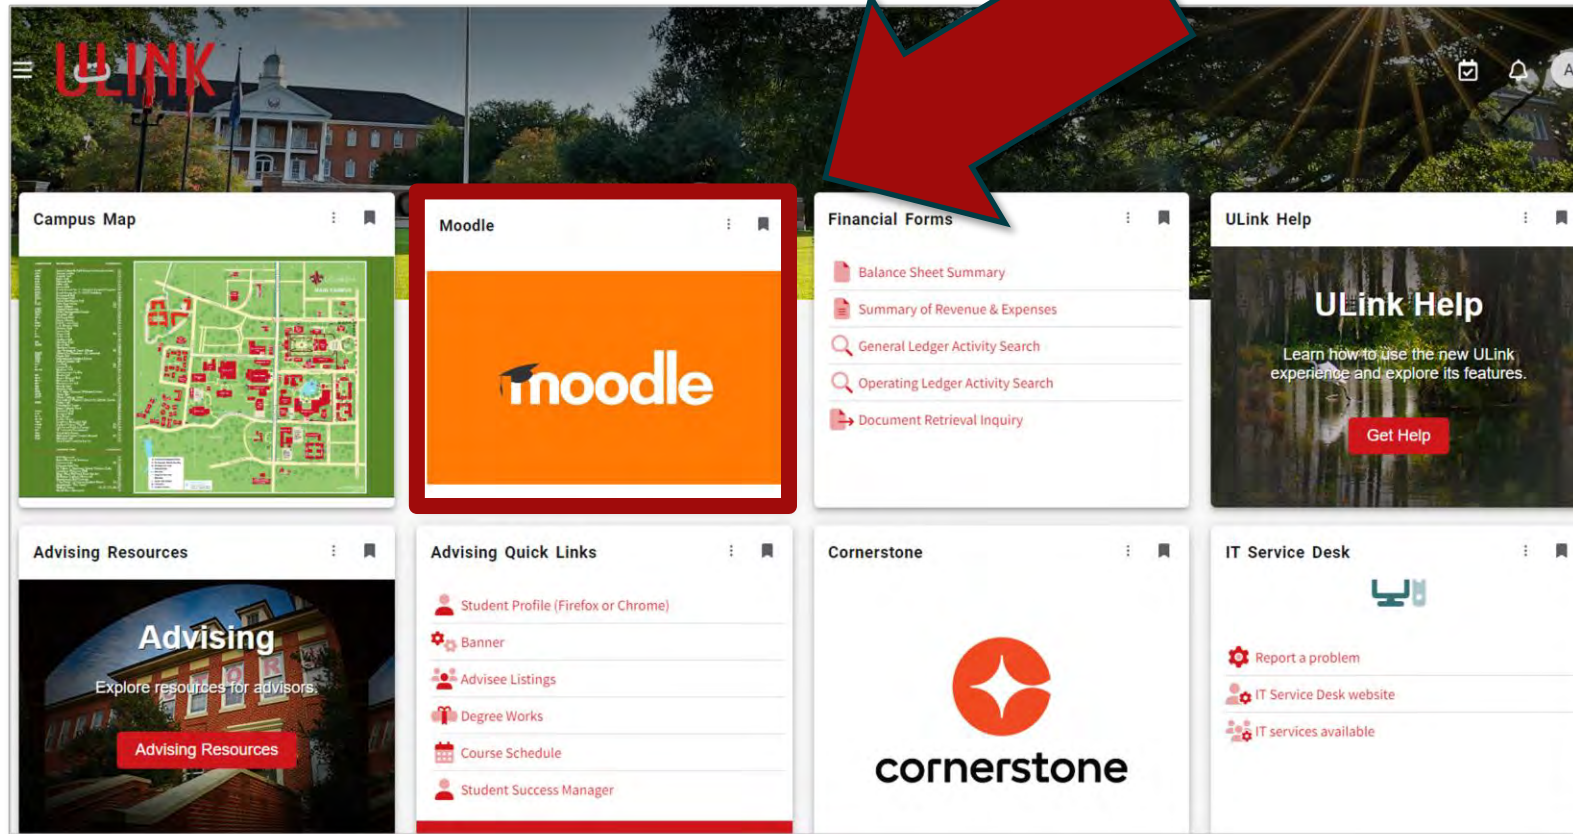 ULINK
A
Campus Map
Moodle
moodle
Financial Forms
Balance Sheet Summary
Summary of Revenue & Expenses
General Ledger Activity Search
Operating Ledger Activity Search
Document Retrieval Inquiry
ULink Help
ULink Help
Learn how to use the new ULink
experience and explore its features.
Get Help
Advising Resources
Advising
Explore resources for advisors.
Advising Resources
Advising Quick Links
Student Profile (Firefox or Chrome)
Banner
Advisee Listings
Degree Works
Course Schedule
Student Success Manager
Cornerstone
cornerstone
IT Service Desk
Report a problem
IT Service Desk website
IT services available